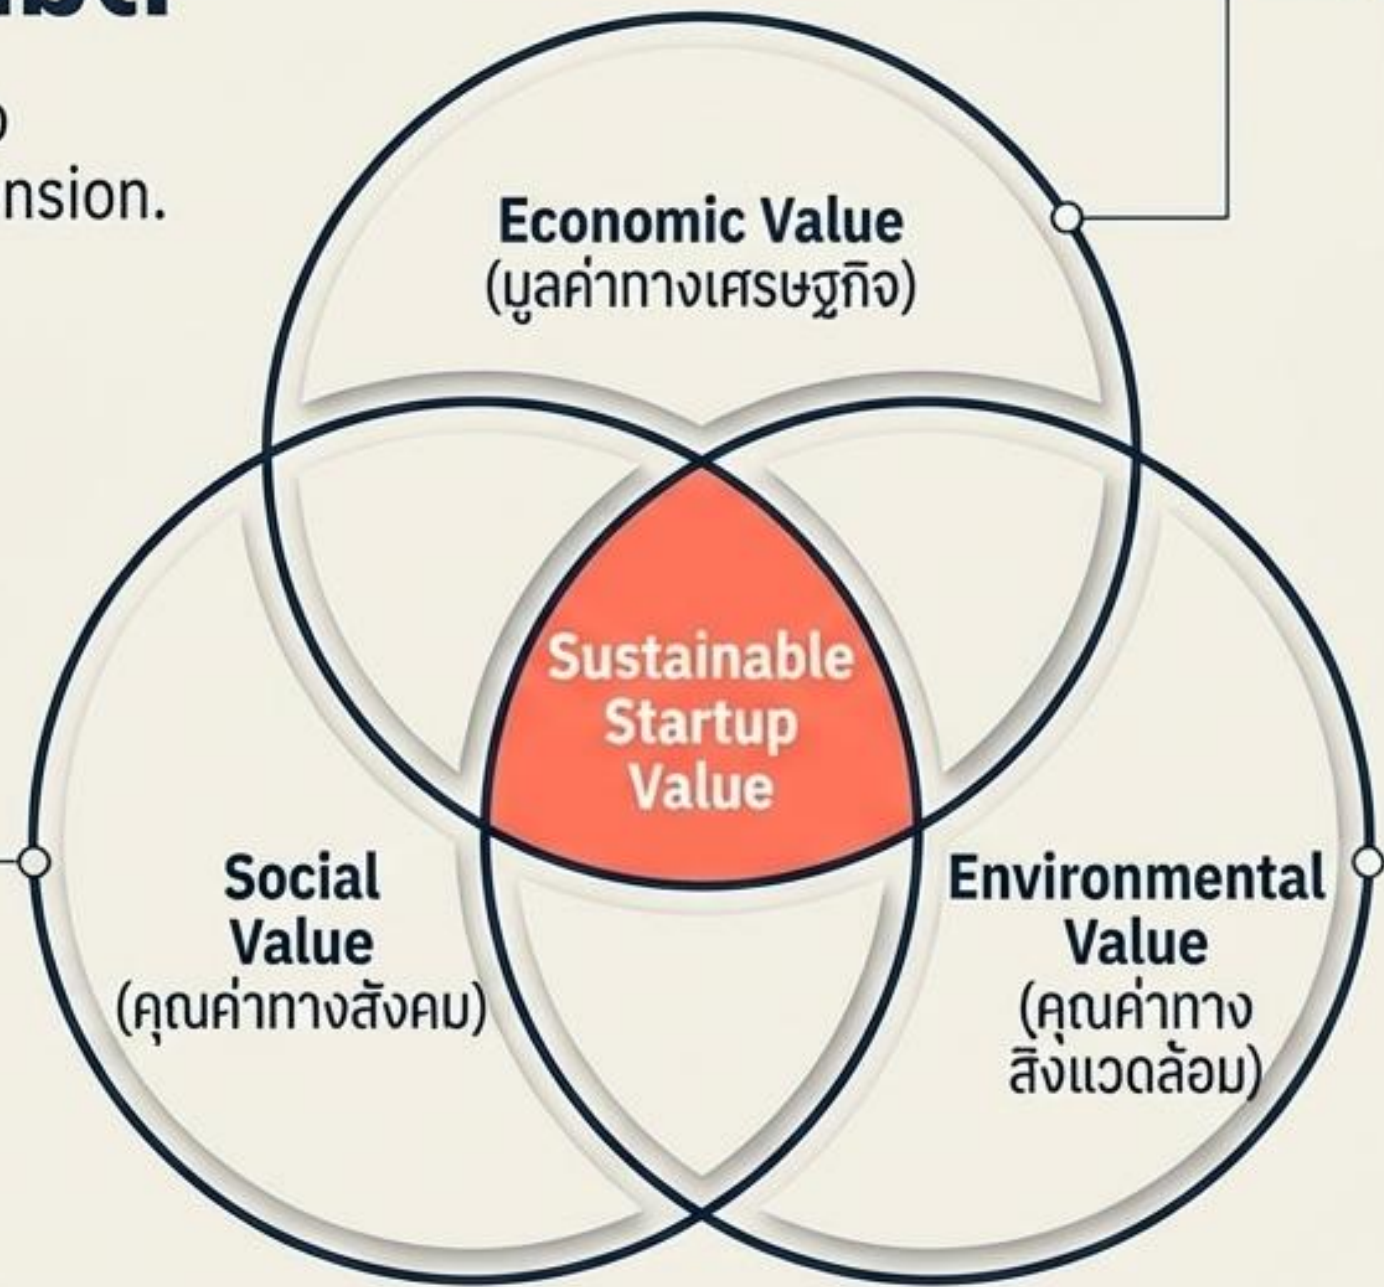 nsion.
Economic Value
(มูลค่าทางเศรษฐกิจ)
Sustainable
Startup
Value
Social
Value
(คุณค่าทางสังคม)
Environmental
Value
(คุณค่าทาง
สิ่งแวดล้อม)